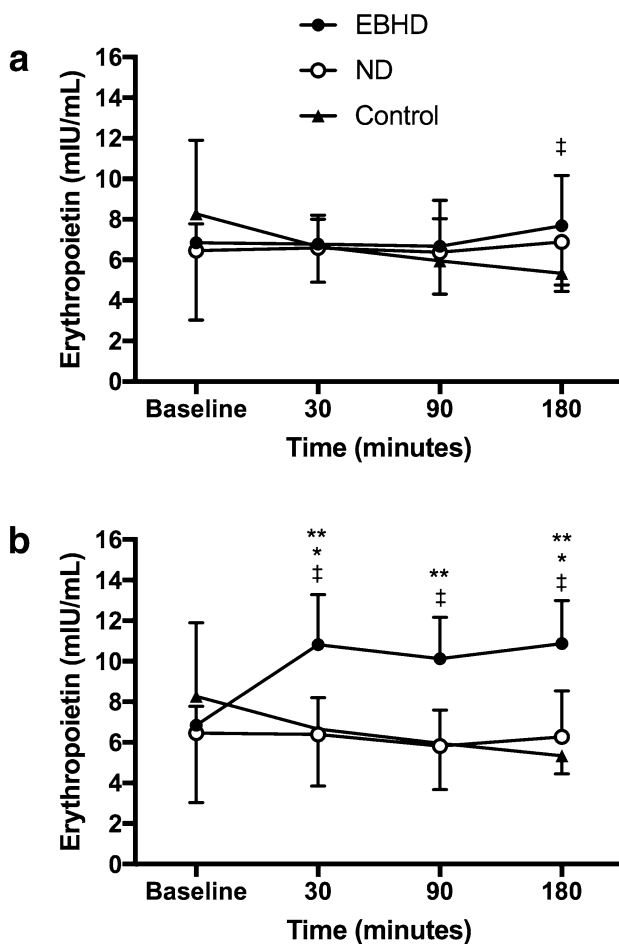 EBHD
ND
Control
a
Erythropoietin (mIU/mL)
16
14
12
10
8
6
4
2
0
‡
Baseline 30 90 180
Time (minutes)
b
Erythropoietin (mIU/mL)
16
14
12
10
8
6
4
2
0
** ** **
* *
‡ ‡ ‡
Baseline 30 90 180
Time (minutes)